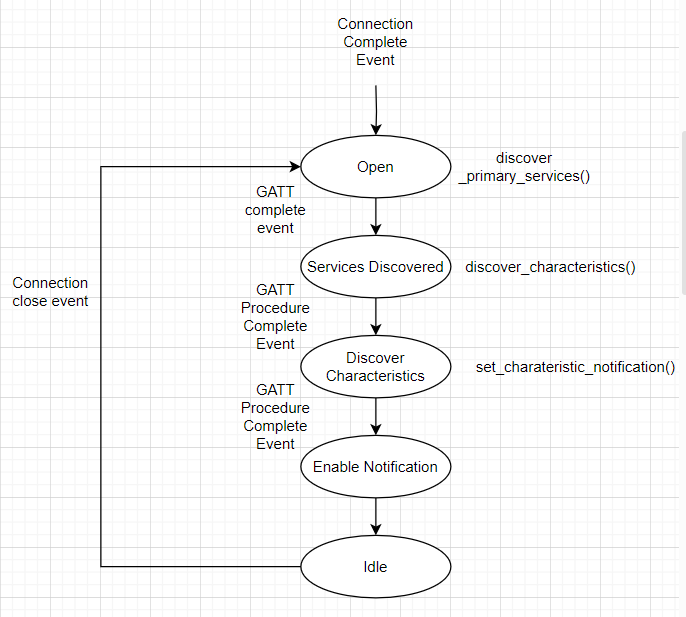 Connection
Complete
Event
Open
discover
_primary_services()
GATT
complete
event
Services Discovered
discover_characteristics()
Connection
close event
GATT
Procedure
Complete
Event
Discover
Characteristics
set_charateristic_notification()
GATT
Procedure
Complete
Event
Enable Notification
Idle